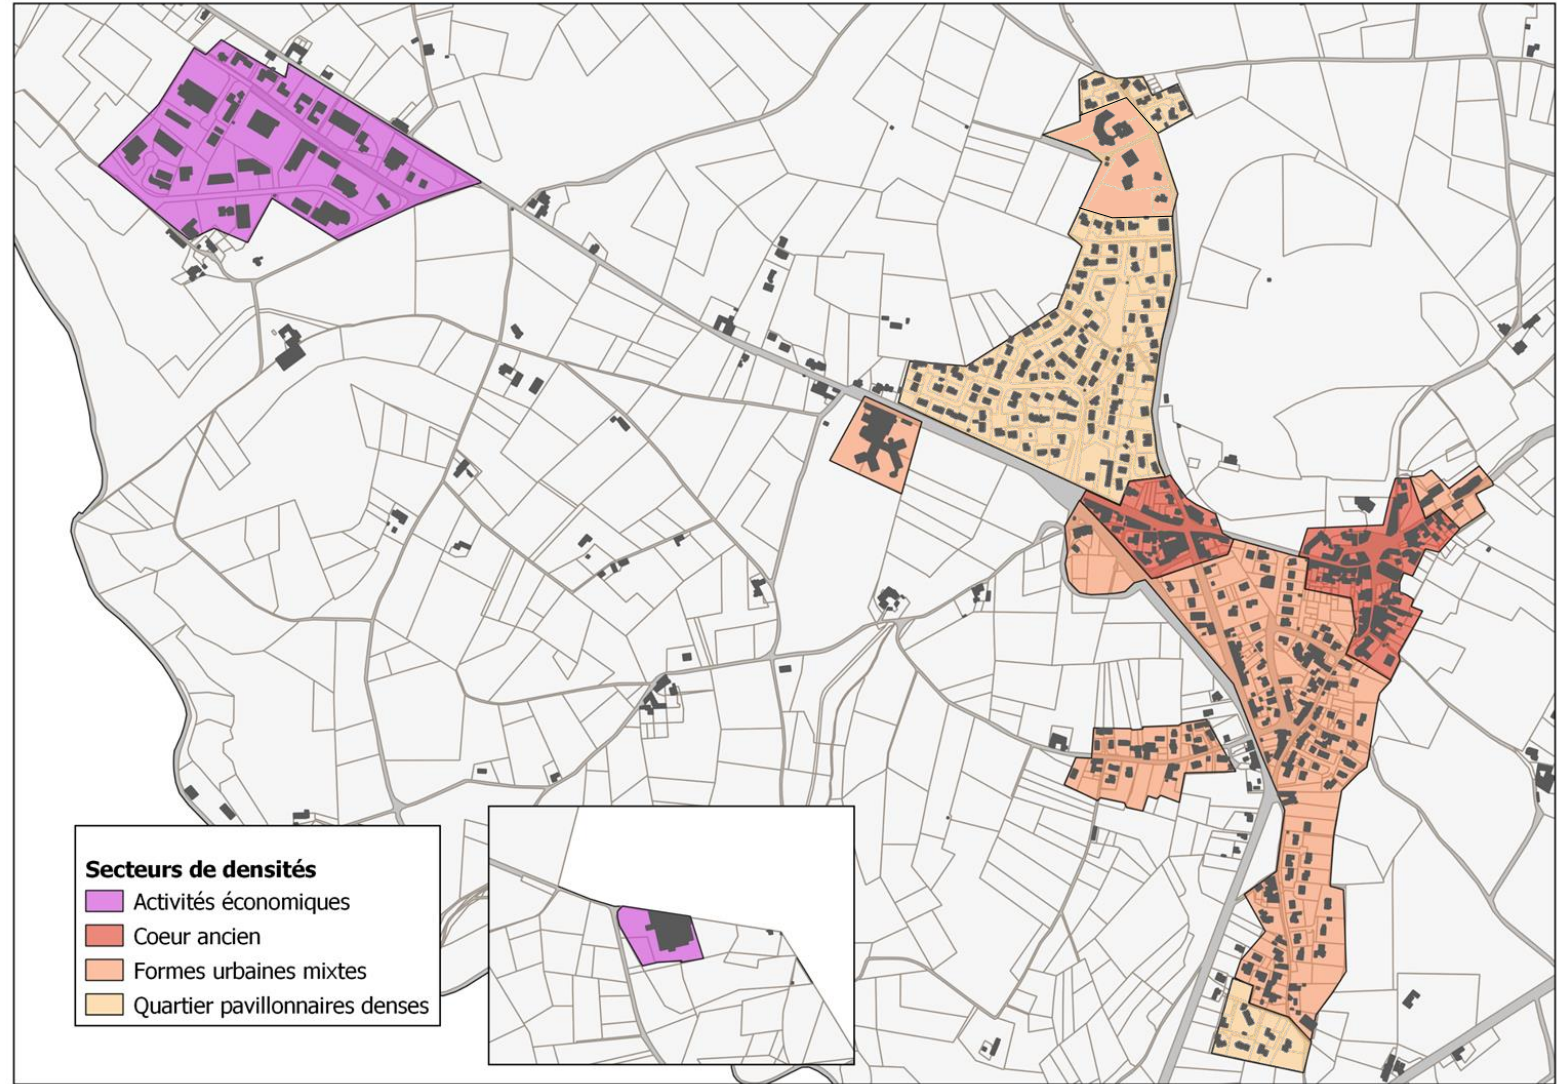 Secteurs de densités
Activités économiques
Coeur ancien
Formes urbaines mixtes
Quartier pavillonnaires denses